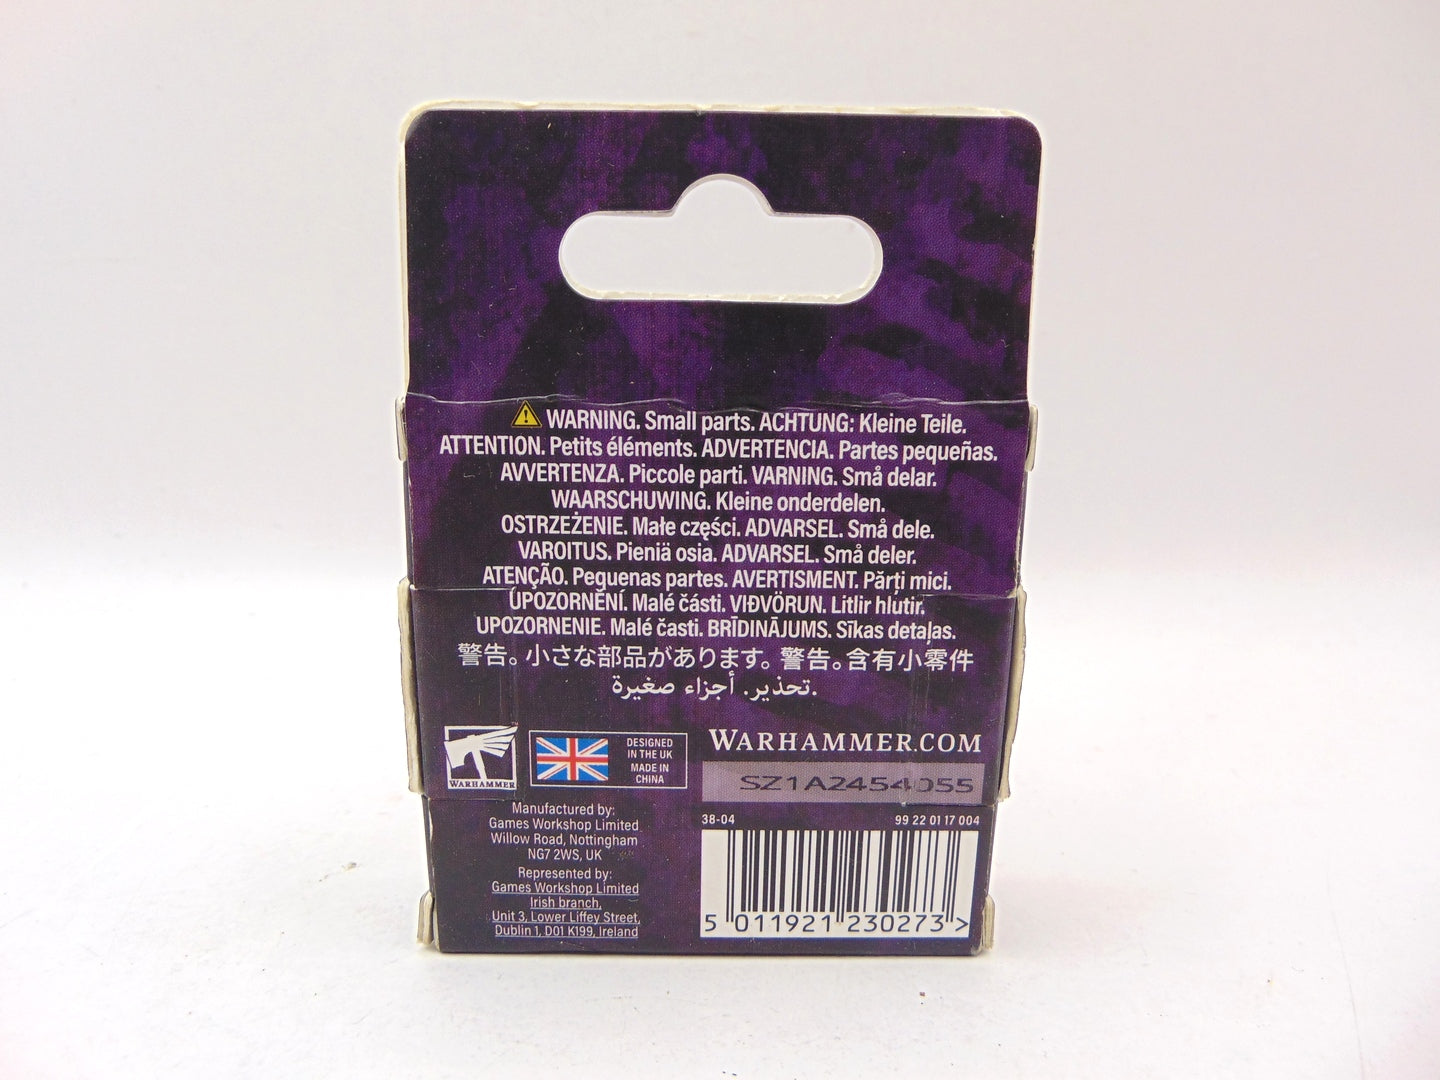 WARNING. Small parts. ACHTUNG: Kleine Teile.
ATTENTION. Petits éléments. ADVERTENCIA. Partes pequeñas.
AVVERTENZA. Piccole parti. VARNING. Små delar.
WAARSCHUWING. Kleine onderdelen.
OSTRZEŻENIE. Małe części. ADVARSEL. Små dele.
VAROITUS. Pieniä osia. ADVARSEL. Små deler.
ATENÇÃO. Pequenas partes. AVERTISMENT. Părți mici.
UPOZORNĚNÍ. Malé části. VIÐVÖRUN. Litlir hlutir.
UPOZORNENIE. Malé časti. BRĪDINĀJUMS. Sīkas detaļas.
警告。小さな部品があります。警告。含有小零件
تحذير. أجزاء صغيرة.
WARHAMMER
DESIGNED
IN THE UK
MADE IN
CHINA
WARHAMMER.COM
SZ1A2454055
Manufactured by:
Games Workshop Limited
Willow Road, Nottingham
NG7 2WS, UK
Represented by:
Games Workshop Limited
Irish branch,
Unit 3, Lower Liffey Street,
Dublin 1, D01 K199, Ireland
38-04 99 22 01 17 004
5 011921 230273 >